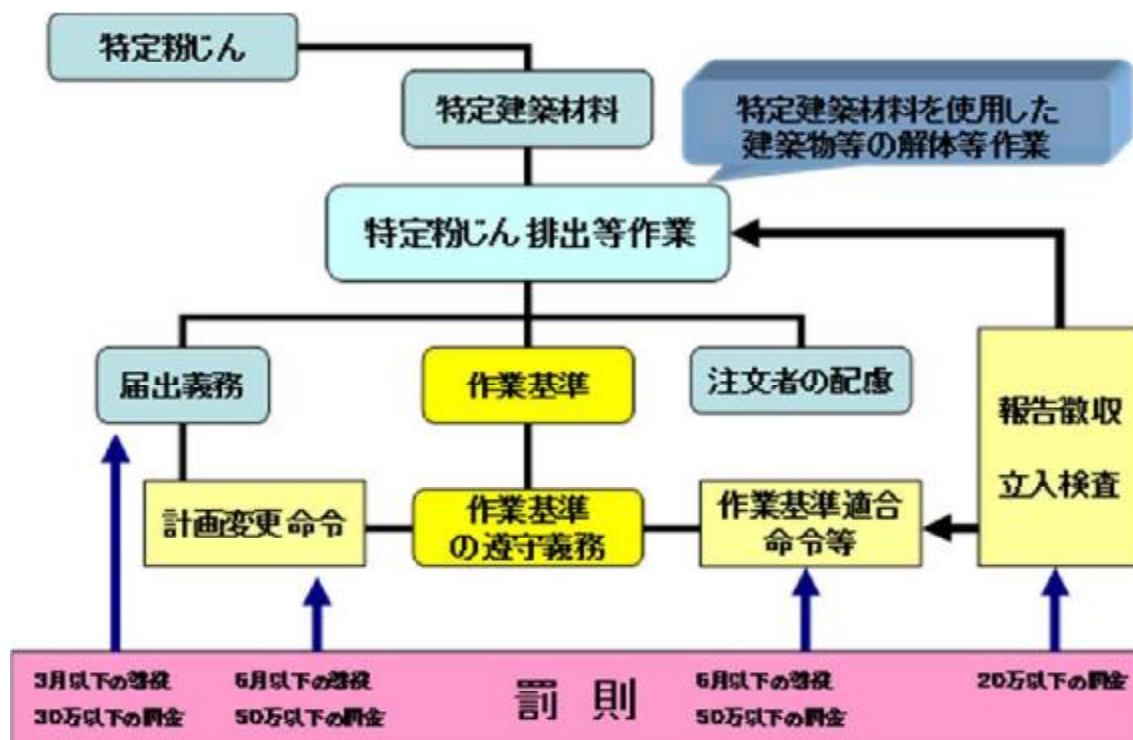 特定粉じん
特定建築材料
特定建築材料を使用した
建築物等の解体等作業
特定粉じん排出等作業
届出義務
作業基準
注文者の配慮
報告徴収
立入検査
計画変更命令
作業基準
の遵守義務
作業基準適合
命令等
3月以下の懲役
30万以下の罰金
6月以下の懲役
50万以下の罰金
罰則
6月以下の懲役
50万以下の罰金
20万以下の罰金